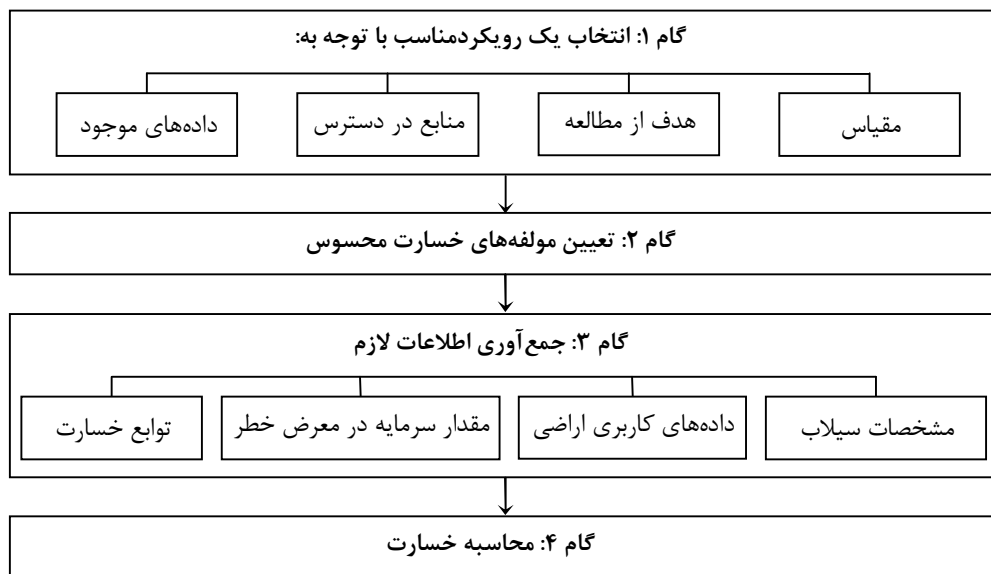 گام ۱: انتخاب یک رویکردمناسب با توجه به:
مقیاس
هدف از مطالعه
منابع در دسترس
داده‌های موجود
گام ۲: تعیین مولفه‌های خسارت محسوس
گام ۳: جمع‌آوری اطلاعات لازم
مشخصات سیلاب
داده‌های کاربری اراضی
مقدار سرمایه در معرض خطر
توابع خسارت
گام ۴: محاسبه خسارت